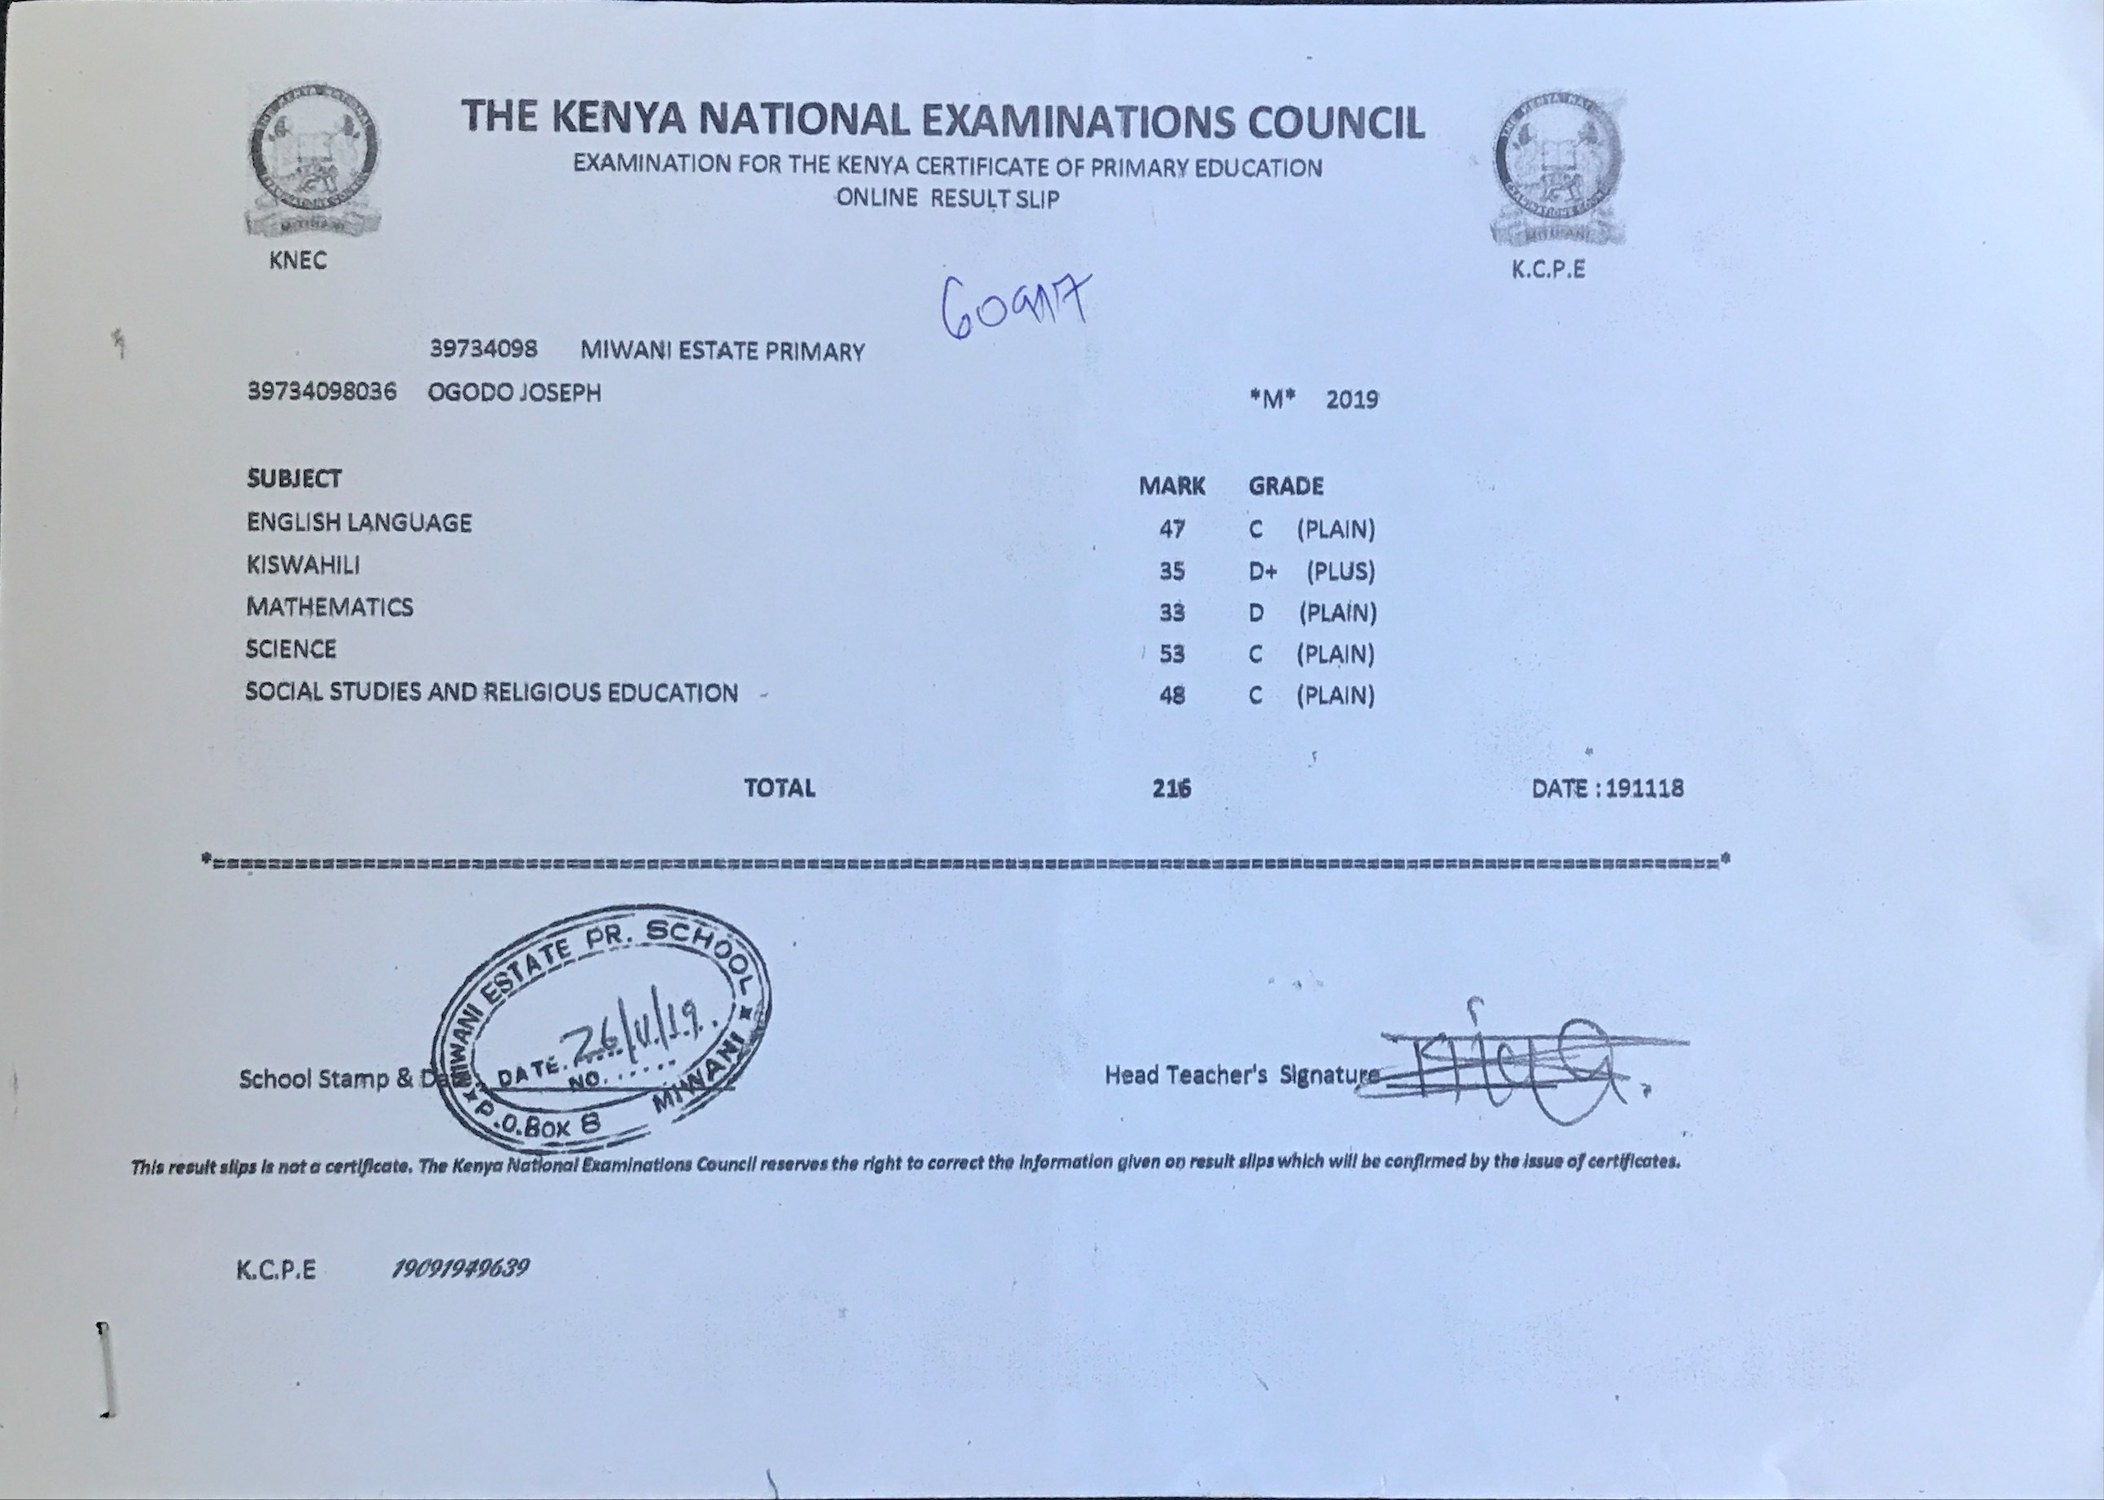 THE KENYA NATIONAL EXAMINATIONS COUNCIL
EXAMINATION FOR THE KENYA CERTIFICATE OF PRIMARY EDUCATION
ONLINE RESULT SLIP
KNEC
K.C.P.E
39734098 MIWANI ESTATE PRIMARY
39734098036 OGODO JOSEPH *M* 2019
SUBJECT MARK GRADE
ENGLISH LANGUAGE 47 C (PLAIN)
KISWAHILI 35 D+ (PLUS)
MATHEMATICS 33 D (PLAIN)
SCIENCE 53 C (PLAIN)
SOCIAL STUDIES AND RELIGIOUS EDUCATION 48 C (PLAIN)
TOTAL 216 DATE : 191118
MIWANI ESTATE PR. SCHOOL
DATE. 26/11/19.
NO.
P.O. Box 8 MIWANI
School Stamp &
Head Teacher's Signature
This result slips is not a certificate. The Kenya National Examinations Council reserves the right to correct the information given on result slips which will be confirmed by the issue of certificates.
K.C.P.E 19091949639